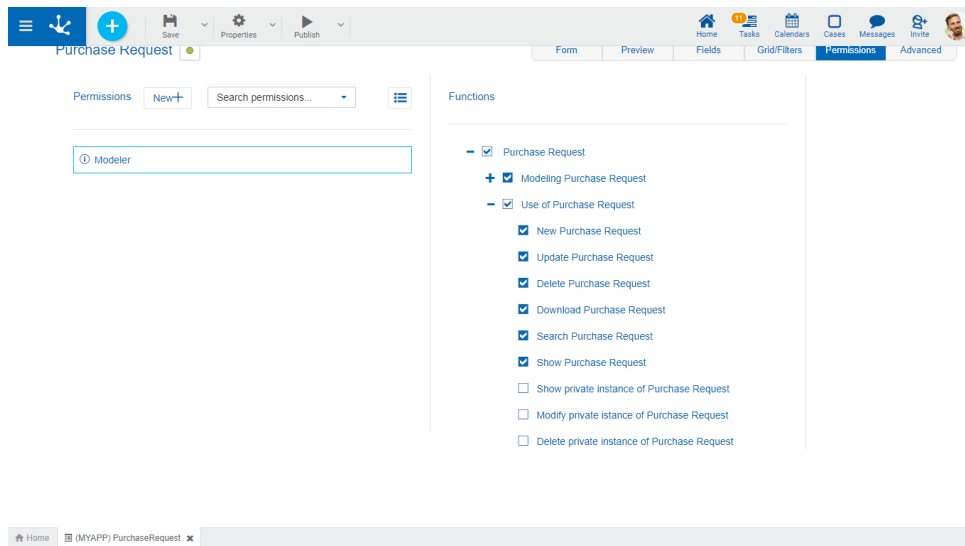 Save
Properties
Publish
Home
11
Tasks
Calendars
Cases
Messages
Invite
Purchase Request
Form
Preview
Fields
Grid/Filters
Permissions
Advanced
Permissions
New+
Search permissions...
Functions
Modeler
Purchase Request
Modeling Purchase Request
Use of Purchase Request
New Purchase Request
Update Purchase Request
Delete Purchase Request
Download Purchase Request
Search Purchase Request
Show Purchase Request
Show private instance of Purchase Request
Modify private istance of Purchase Request
Delete private instance of Purchase Request
Home
(MYAPP) PurchaseRequest